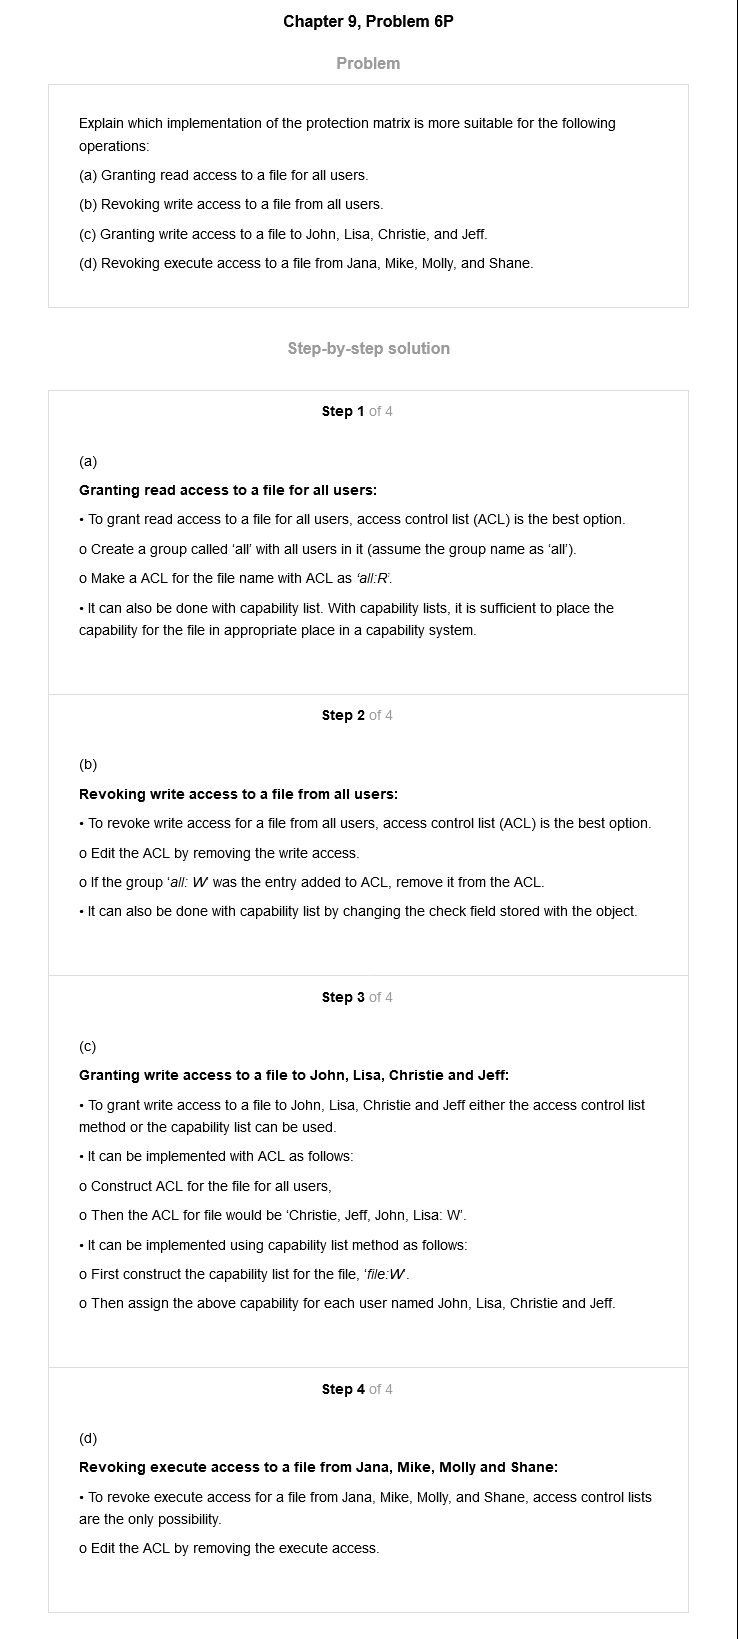 Chapter 9, Problem 6P
Problem
Explain which implementation of the protection matrix is more suitable for the following
operations:
(a) Granting read access to a file for all users.
(b) Revoking write access to a file from all users.
(c) Granting write access to a file to John, Lisa, Christie, and Jeff.
(d) Revoking execute access to a file from Jana, Mike, Molly, and Shane.
Step-by-step solution
Step 1 of 4
(a)
Granting read access to a file for all users:
• To grant read access to a file for all users, access control list (ACL) is the best option.
o Create a group called ‘all’ with all users in it (assume the group name as ‘all’).
o Make a ACL for the file name with ACL as ‘all:R’.
• It can also be done with capability list. With capability lists, it is sufficient to place the
capability for the file in appropriate place in a capability system.
Step 2 of 4
(b)
Revoking write access to a file from all users:
• To revoke write access for a file from all users, access control list (ACL) is the best option.
o Edit the ACL by removing the write access.
o If the group ‘all: W’ was the entry added to ACL, remove it from the ACL.
• It can also be done with capability list by changing the check field stored with the object.
Step 3 of 4
(c)
Granting write access to a file to John, Lisa, Christie and Jeff:
• To grant write access to a file to John, Lisa, Christie and Jeff either the access control list
method or the capability list can be used.
• It can be implemented with ACL as follows:
o Construct ACL for the file for all users,
o Then the ACL for file would be ‘Christie, Jeff, John, Lisa: W’.
• It can be implemented using capability list method as follows:
o First construct the capability list for the file, ‘file:W’.
o Then assign the above capability for each user named John, Lisa, Christie and Jeff.
Step 4 of 4
(d)
Revoking execute access to a file from Jana, Mike, Molly and Shane:
• To revoke execute access for a file from Jana, Mike, Molly, and Shane, access control lists
are the only possibility.
o Edit the ACL by removing the execute access.